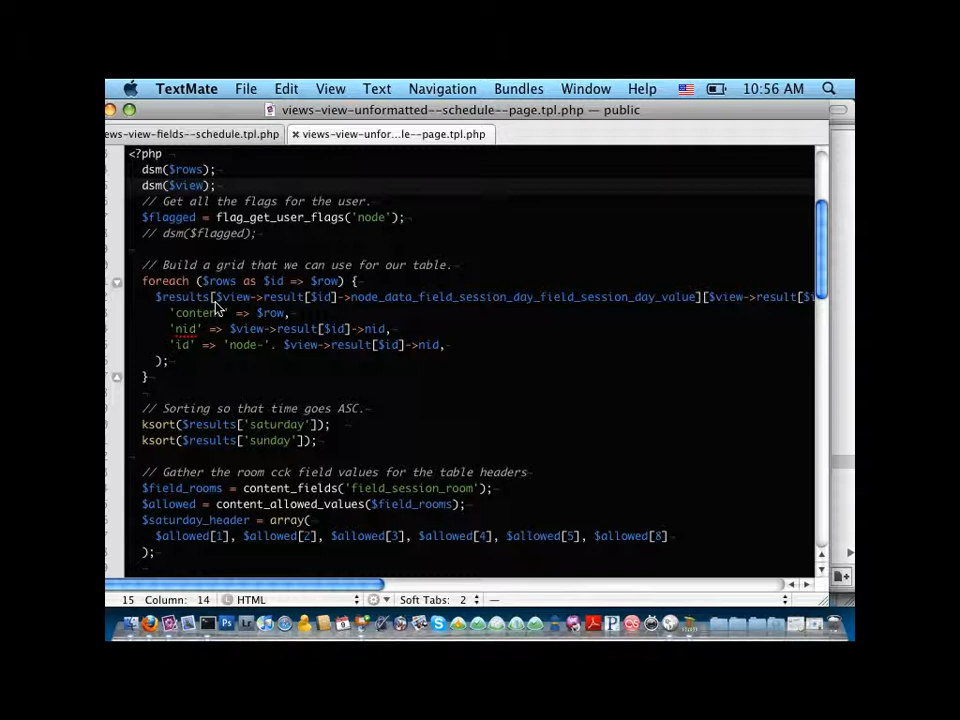 TextMate File Edit View Text Navigation Bundles Window Help 10:56 AM
views-view-unformatted--schedule--page.tpl.php — public
ews-view-fields--schedule.tpl.php × views-view-unfor...le--page.tpl.php
<?php
dsm($rows);
dsm($view);
// Get all the flags for the user.
$flagged = flag_get_user_flags('node');
// dsm($flagged);
// Build a grid that we can use for our table.
foreach ($rows as $id => $row) {
$results[$view->result[$id]->node_data_field_session_day_field_session_day_value][$view->result[$i
'content' => $row,
'nid' => $view->result[$id]->nid,
'id' => 'node-'. $view->result[$id]->nid,
);
}
// Sorting so that time goes ASC.
ksort($results['saturday']);
ksort($results['sunday']);
// Gather the room cck field values for the table headers
$field_rooms = content_fields('field_session_room');
$allowed = content_allowed_values($field_rooms);
$saturday_header = array(
$allowed[1], $allowed[2], $allowed[3], $allowed[4], $allowed[5], $allowed[8]
);
15 Column: 14 L HTML Soft Tabs: 2 —
Ps Lr